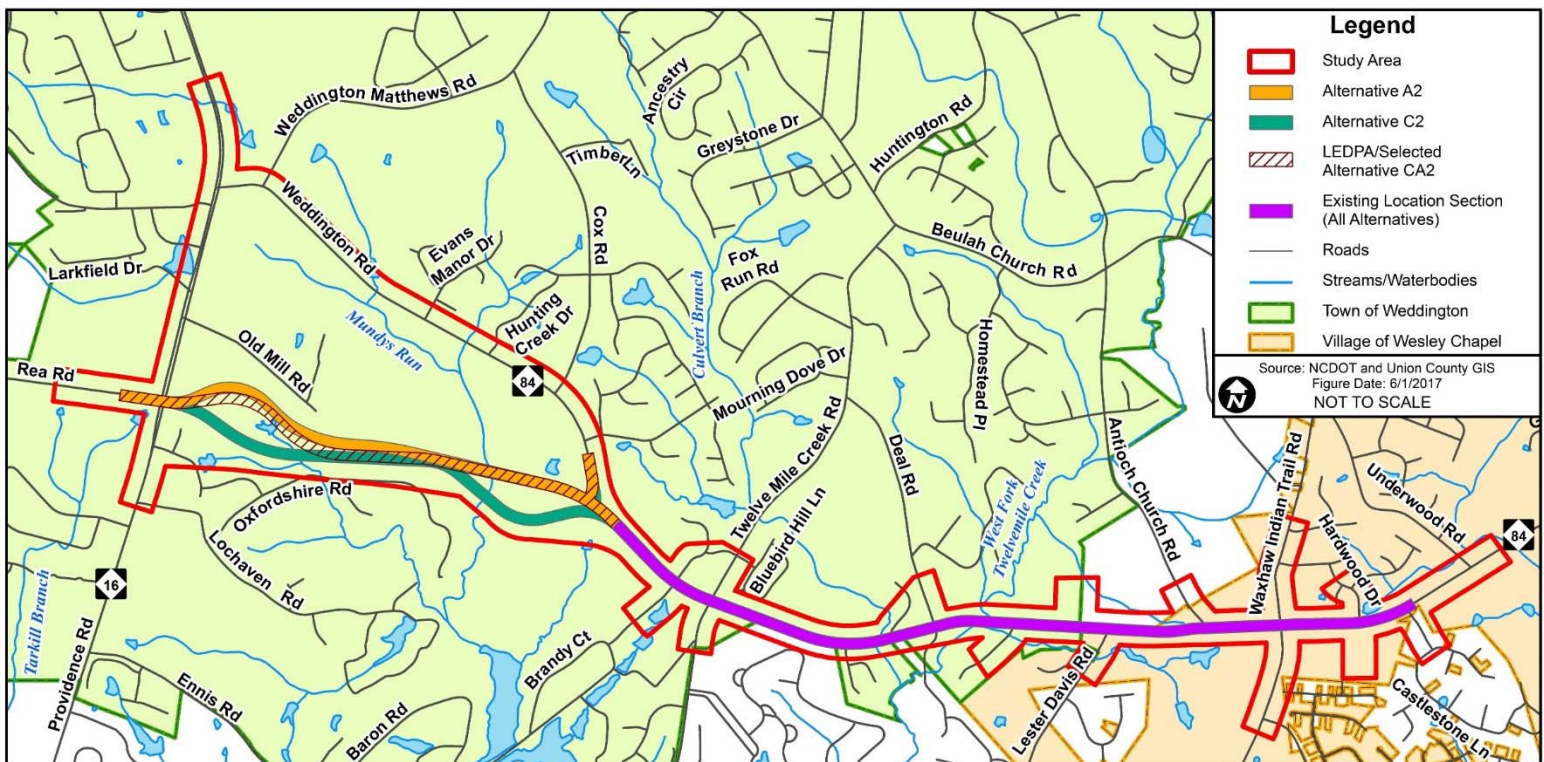 Legend
Study Area
Alternative A2
Alternative C2
LEDPA/Selected
Alternative CA2
Existing Location Section
(All Alternatives)
Roads
Streams/Waterbodies
Town of Weddington
Village of Wesley Chapel
Source: NCDOT and Union County GIS
Figure Date: 6/1/2017
NOT TO SCALE
N
Weddington Matthews Rd
Ancestry
Cir
Greystone Dr
Huntington Rd
TimberLn
Weddington Rd
Evans
Manor Dr
Cox Rd
Fox
Run Rd
Beulah Church Rd
Larkfield Dr
Hunting
Creek Dr
Culvert Branch
Mundys Run
Old Mill Rd
Rea Rd
84
Mourning Dove Dr
Homestead Pl
Twelve Mile Creek Rd
Deal Rd
Antioch Church Rd
Waxhaw Indian Trail Rd
Underwood Rd
Hardwood Dr
84
Oxfordshire Rd
Lochaven Rd
Bluebird Hill Ln
West Fork
Twelvemile Creek
16
Tarkill Branch
Providence Rd
Ennis Rd
Baron Rd
Brandy Ct
Lester Davis Rd
Castlestone Ln